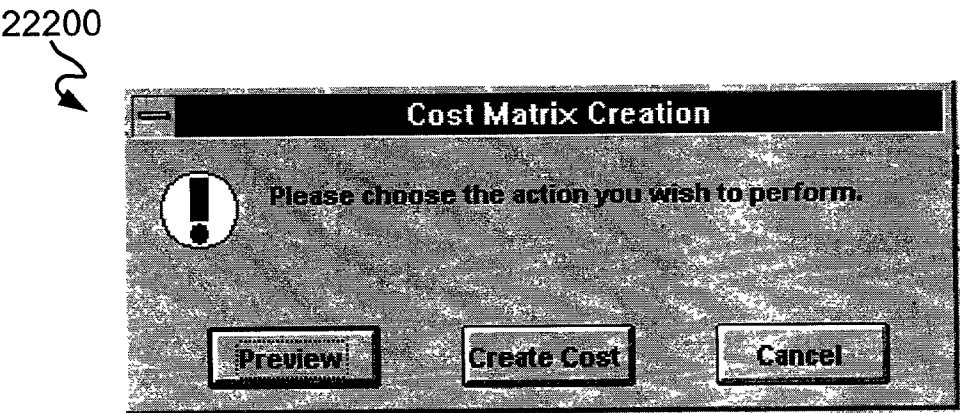 22200
Cost Matrix Creation
Please choose the action you wish to perform.
Preview Create Cost Cancel